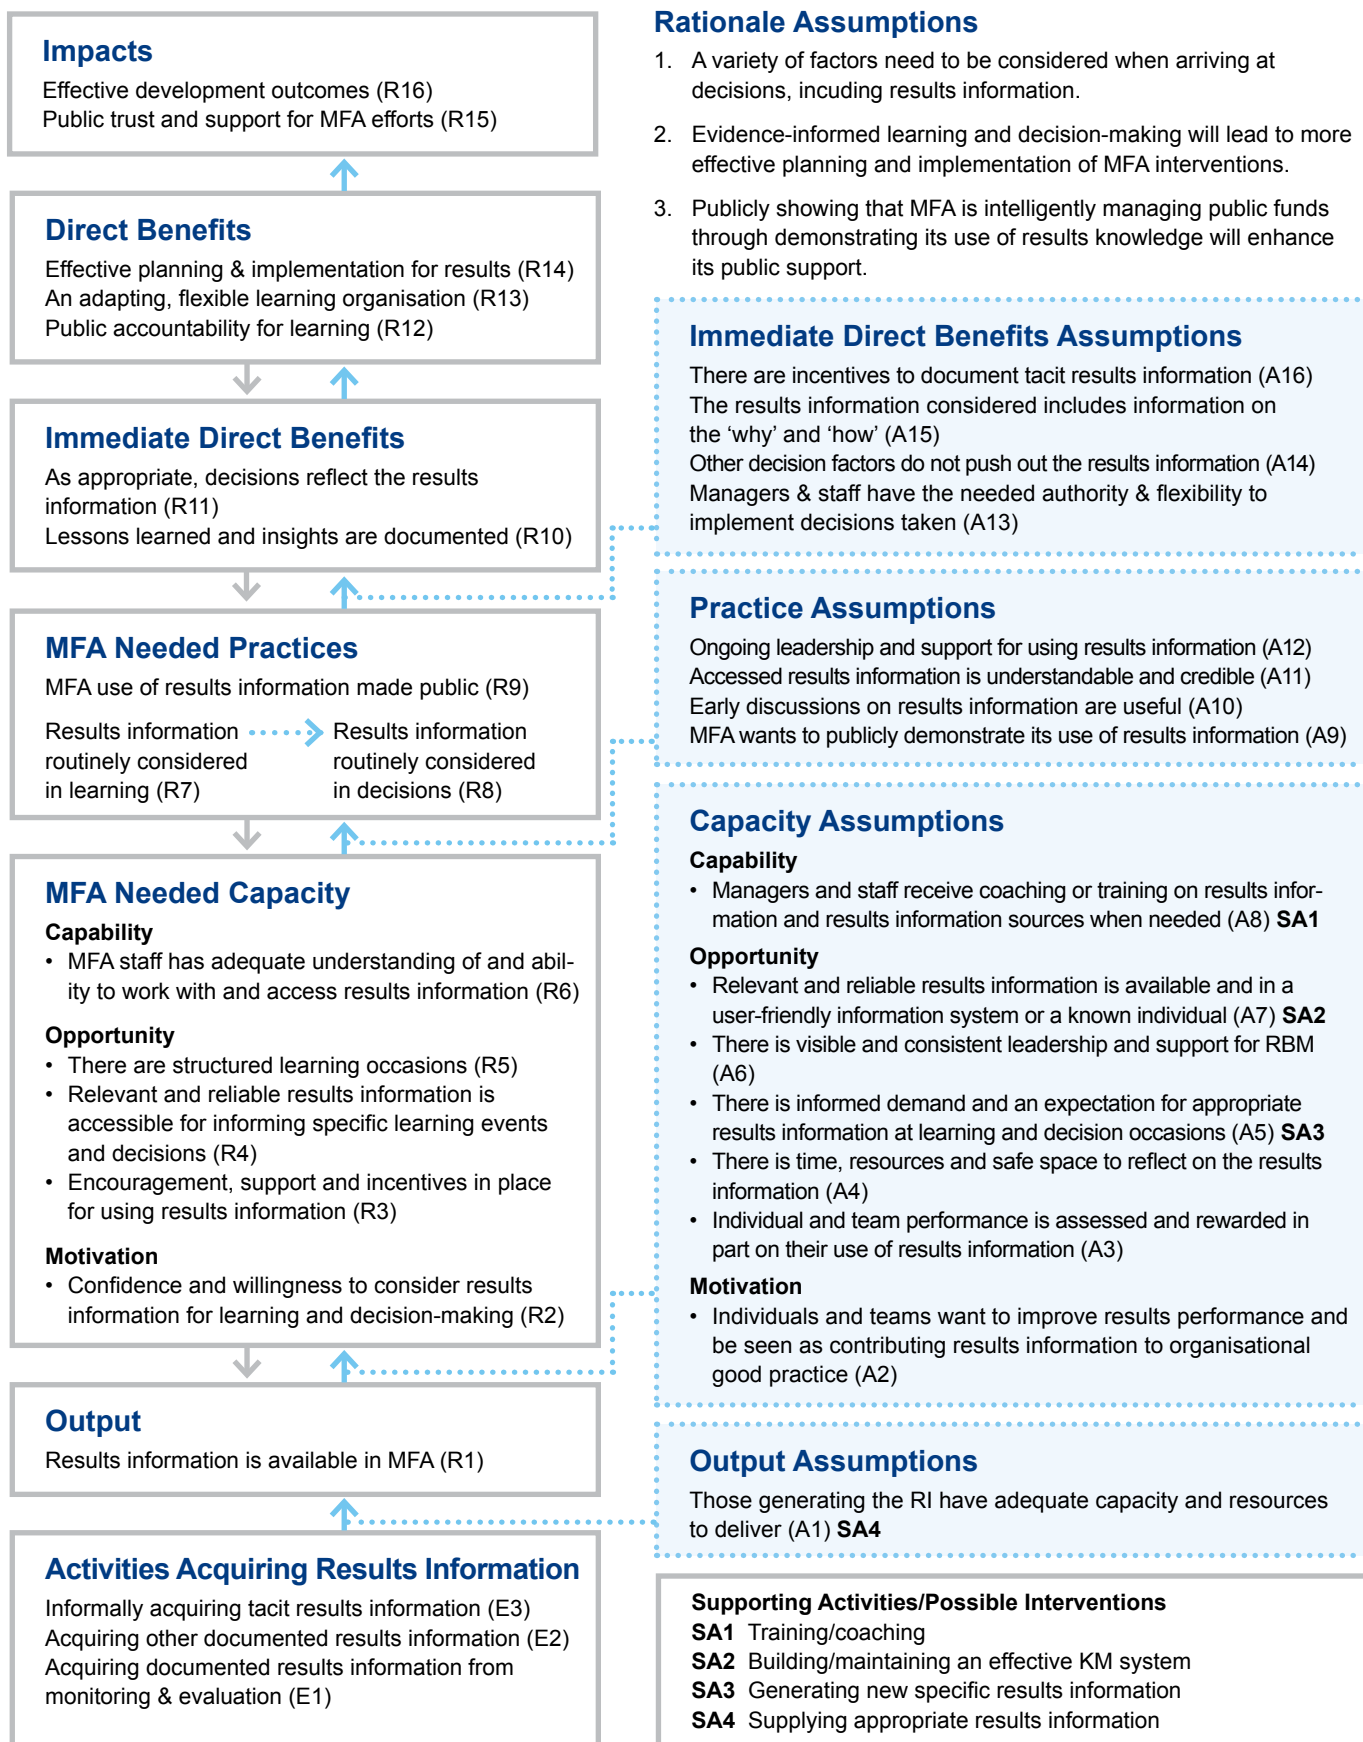 Impacts
Effective development outcomes (R16)
Public trust and support for MFA efforts (R15)
Direct Benefits
Effective planning & implementation for results (R14)
An adapting, flexible learning organisation (R13)
Public accountability for learning (R12)
Immediate Direct Benefits
As appropriate, decisions reflect the results
information (R11)
Lessons learned and insights are documented (R10)
MFA Needed Practices
MFA use of results information made public (R9)
Results information
routinely considered
in learning (R7)
Results information
routinely considered
in decisions (R8)
MFA Needed Capacity
Capability
• MFA staff has adequate understanding of and abil-
ity to work with and access results information (R6)
Opportunity
• There are structured learning occasions (R5)
• Relevant and reliable results information is
accessible for informing specific learning events
and decisions (R4)
• Encouragement, support and incentives in place
for using results information (R3)
Motivation
• Confidence and willingness to consider results
information for learning and decision-making (R2)
Output
Results information is available in MFA (R1)
Activities Acquiring Results Information
Informally acquiring tacit results information (E3)
Acquiring other documented results information (E2)
Acquiring documented results information from
monitoring & evaluation (E1)
Rationale Assumptions
1. A variety of factors need to be considered when arriving at
decisions, incuding results information.
2. Evidence-informed learning and decision-making will lead to more
effective planning and implementation of MFA interventions.
3. Publicly showing that MFA is intelligently managing public funds
through demonstrating its use of results knowledge will enhance
its public support.
Immediate Direct Benefits Assumptions
There are incentives to document tacit results information (A16)
The results information considered includes information on
the ‘why’ and ‘how’ (A15)
Other decision factors do not push out the results information (A14)
Managers & staff have the needed authority & flexibility to
implement decisions taken (A13)
Practice Assumptions
Ongoing leadership and support for using results information (A12)
Accessed results information is understandable and credible (A11)
Early discussions on results information are useful (A10)
MFA wants to publicly demonstrate its use of results information (A9)
Capacity Assumptions
Capability
• Managers and staff receive coaching or training on results infor-
mation and results information sources when needed (A8) SA1
Opportunity
• Relevant and reliable results information is available and in a
user-friendly information system or a known individual (A7) SA2
• There is visible and consistent leadership and support for RBM
(A6)
• There is informed demand and an expectation for appropriate
results information at learning and decision occasions (A5) SA3
• There is time, resources and safe space to reflect on the results
information (A4)
• Individual and team performance is assessed and rewarded in
part on their use of results information (A3)
Motivation
• Individuals and teams want to improve results performance and
be seen as contributing results information to organisational
good practice (A2)
Output Assumptions
Those generating the RI have adequate capacity and resources
to deliver (A1) SA4
Supporting Activities/Possible Interventions
SA1 Training/coaching
SA2 Building/maintaining an effective KM system
SA3 Generating new specific results information
SA4 Supplying appropriate results information